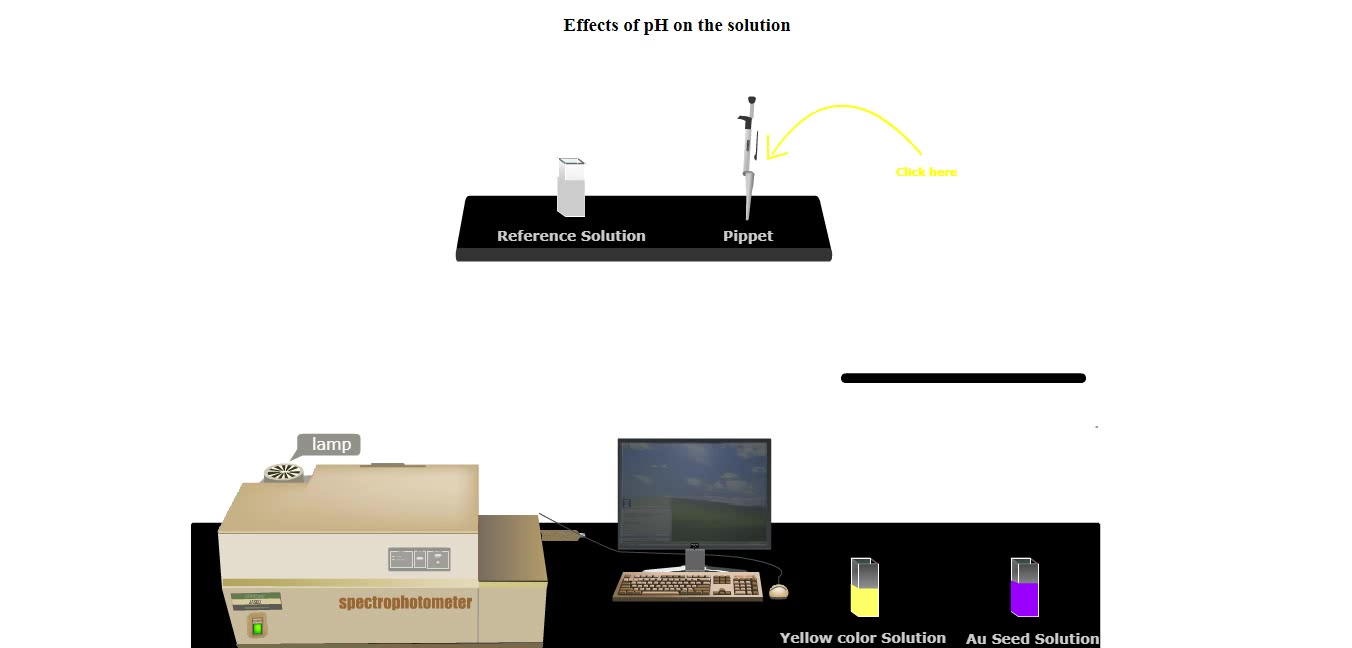 Effects of pH on the solution
Click here
Reference Solution
Pippet
lamp
spectrophotometer
Yellow color Solution
Au Seed Solution